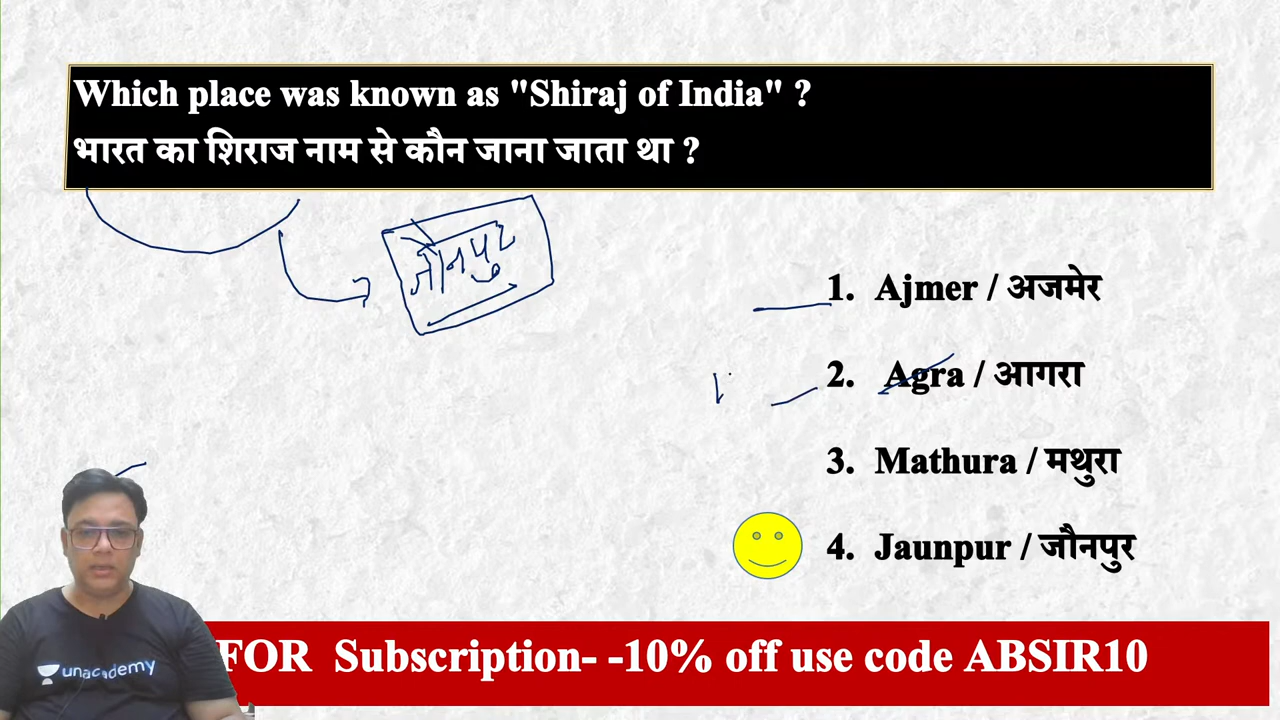 Which place was known as "Shiraj of India" ?
भारत का शिराज नाम से कौन जाना जाता था ?
जौनपुर
1. Ajmer / अजमेर
2. Agra / आगरा
3. Mathura / मथुरा
4. Jaunpur / जौनपुर
unacademy
FOR Subscription- -10% off use code ABSIR10